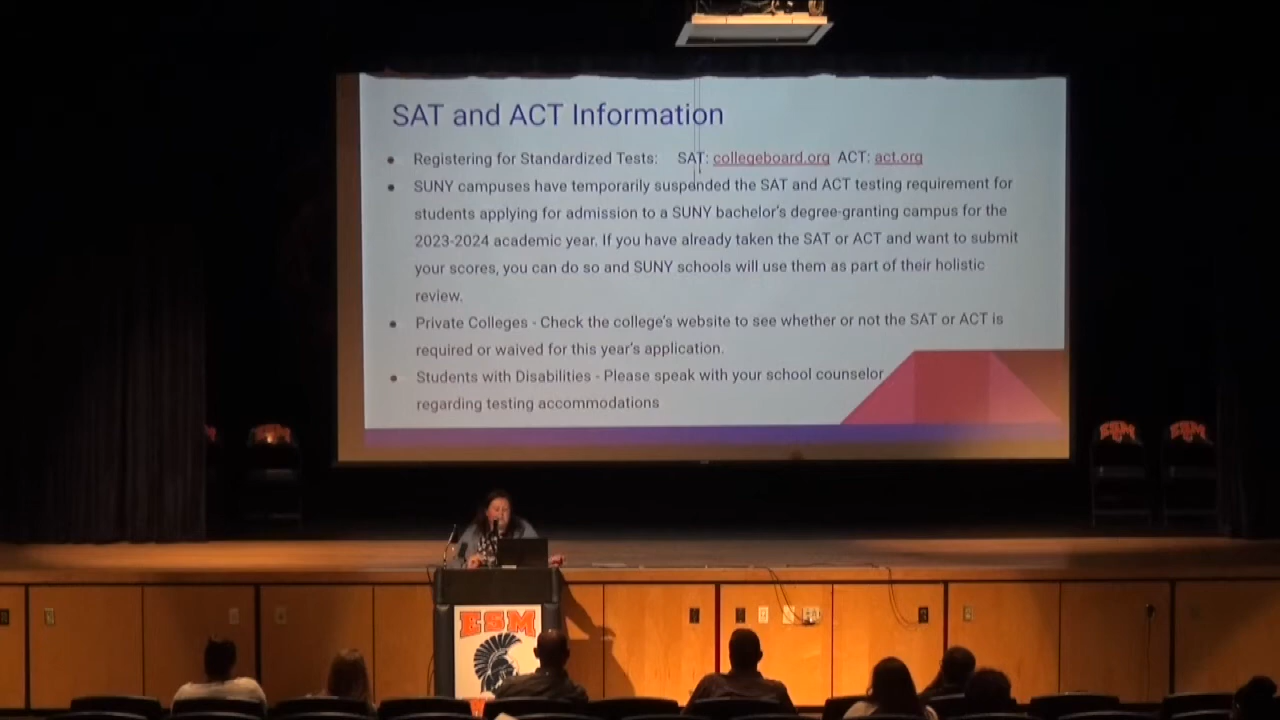 SAT and ACT Information
● Registering for Standardized Tests: SAT: collegeboard.org ACT: act.org
● SUNY campuses have temporarily suspended the SAT and ACT testing requirement for
students applying for admission to a SUNY bachelor's degree-granting campus for the
2023-2024 academic year. If you have already taken the SAT or ACT and want to submit
your scores, you can do so and SUNY schools will use them as part of their holistic
review.
● Private Colleges - Check the college's website to see whether or not the SAT or ACT is
required or waived for this year's application.
● Students with Disabilities - Please speak with your school counselor
regarding testing accommodations
ESM
ESM
ESM